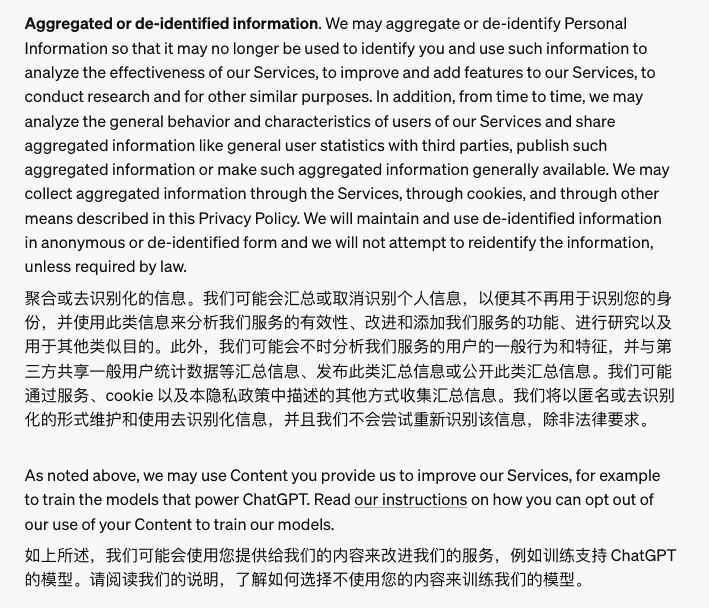 Aggregated or de-identified information. We may aggregate or de-identify Personal
Information so that it may no longer be used to identify you and use such information to
analyze the effectiveness of our Services, to improve and add features to our Services, to
conduct research and for other similar purposes. In addition, from time to time, we may
analyze the general behavior and characteristics of users of our Services and share
aggregated information like general user statistics with third parties, publish such
aggregated information or make such aggregated information generally available. We may
collect aggregated information through the Services, through cookies, and through other
means described in this Privacy Policy. We will maintain and use de-identified information
in anonymous or de-identified form and we will not attempt to reidentify the information,
unless required by law.
聚合或去识别化的信息。我们可能会汇总或取消识别个人信息，以便其不再用于识别您的身
份，并使用此类信息来分析我们服务的有效性、改进和添加我们服务的功能、进行研究以及
用于其他类似目的。此外，我们可能会不时分析我们服务的用户的一般行为和特征，并与第
三方共享一般用户统计数据等汇总信息、发布此类汇总信息或公开此类汇总信息。我们可能
通过服务、cookie 以及本隐私政策中描述的其他方式收集汇总信息。我们将以匿名或去识别
化的形式维护和使用去识别化信息，并且我们不会尝试重新识别该信息，除非法律要求。
As noted above, we may use Content you provide us to improve our Services, for example
to train the models that power ChatGPT. Read our instructions on how you can opt out of
our use of your Content to train our models.
如上所述，我们可能会使用您提供给我们的内容来改进我们的服务，例如训练支持 ChatGPT
的模型。请阅读我们的说明，了解如何选择不使用您的内容来训练我们的模型。